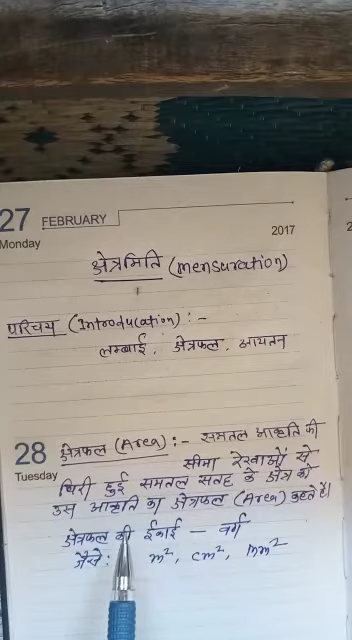 27 FEBRUARY
Monday
2017
क्षेत्रमिति (mensuration)
परिचय (Introducation) :-
लम्बाई, क्षेत्रफल, आयतन
28
Tuesday
क्षेत्रफल (Area) :- समतल आकृति की
सीमा रेखाओं से
घिरी हुई समतल सतह के क्षेत्र को
उस आकृति का क्षेत्रफल (Area) कहते हैं।
क्षेत्रफल की ईकाई – वर्ग
जैसे: m², cm², mm²
2